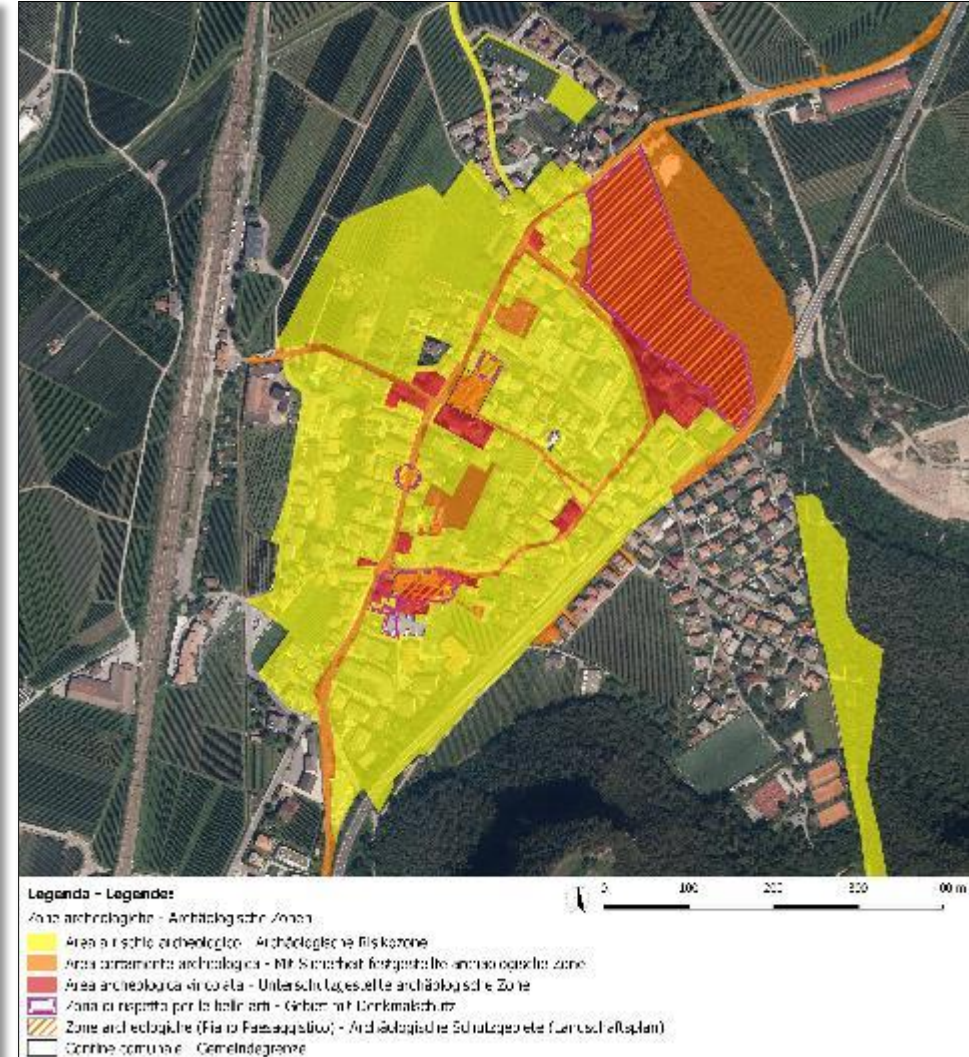 Legenda - Legende:
Zone archeologiche - Archäologische Zonen
Area a rischio archeologico - Archäologische Risikozone
Area certamente archeologica - Mit Sicherheit festgestellte archäologische Zone
Area archeologica vincolata - Unterschutzgestellte archäologische Zone
Zona di rispetto per le belle arti - Gebiet mit Denkmalschutz
Zone archeologiche (Piano Paesaggistico) - Archäologische Schutzgebiete (Landschaftsplan)
Confine comunale - Gemeindegrenze
0 100 200 300 400 m